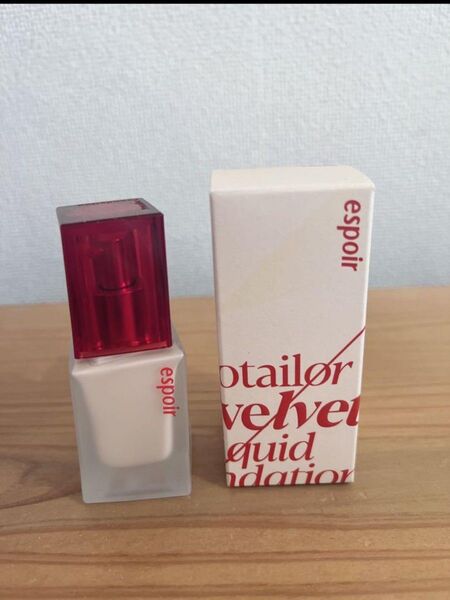 espoir
espoir
otailor
velvet
quid
ndation